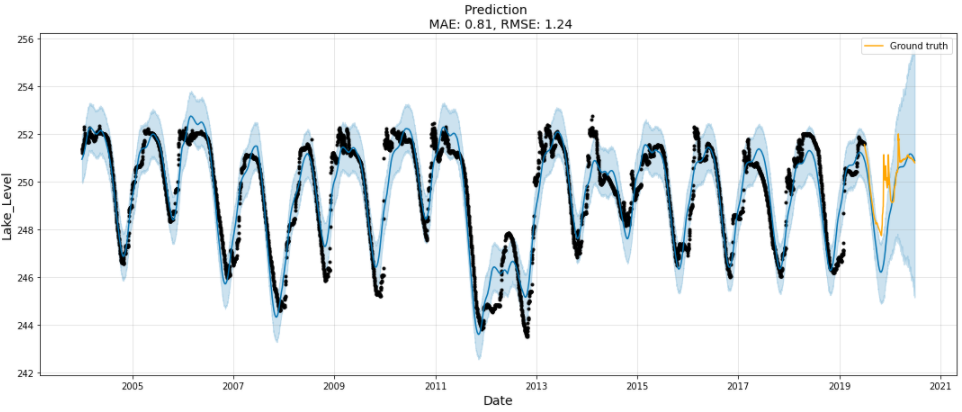 Prediction
MAE: 0.81, RMSE: 1.24
Ground truth
256
254
252
250
248
246
244
242
Lake_Level
2005 2007 2009 2011 2013 2015 2017 2019 2021
Date